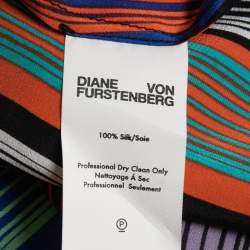 DIANE VON
FURSTENBERG
100% Silk/Soie
Professional Dry Clean Only
Nettoyage À Sec
Professionnel Seulement
P